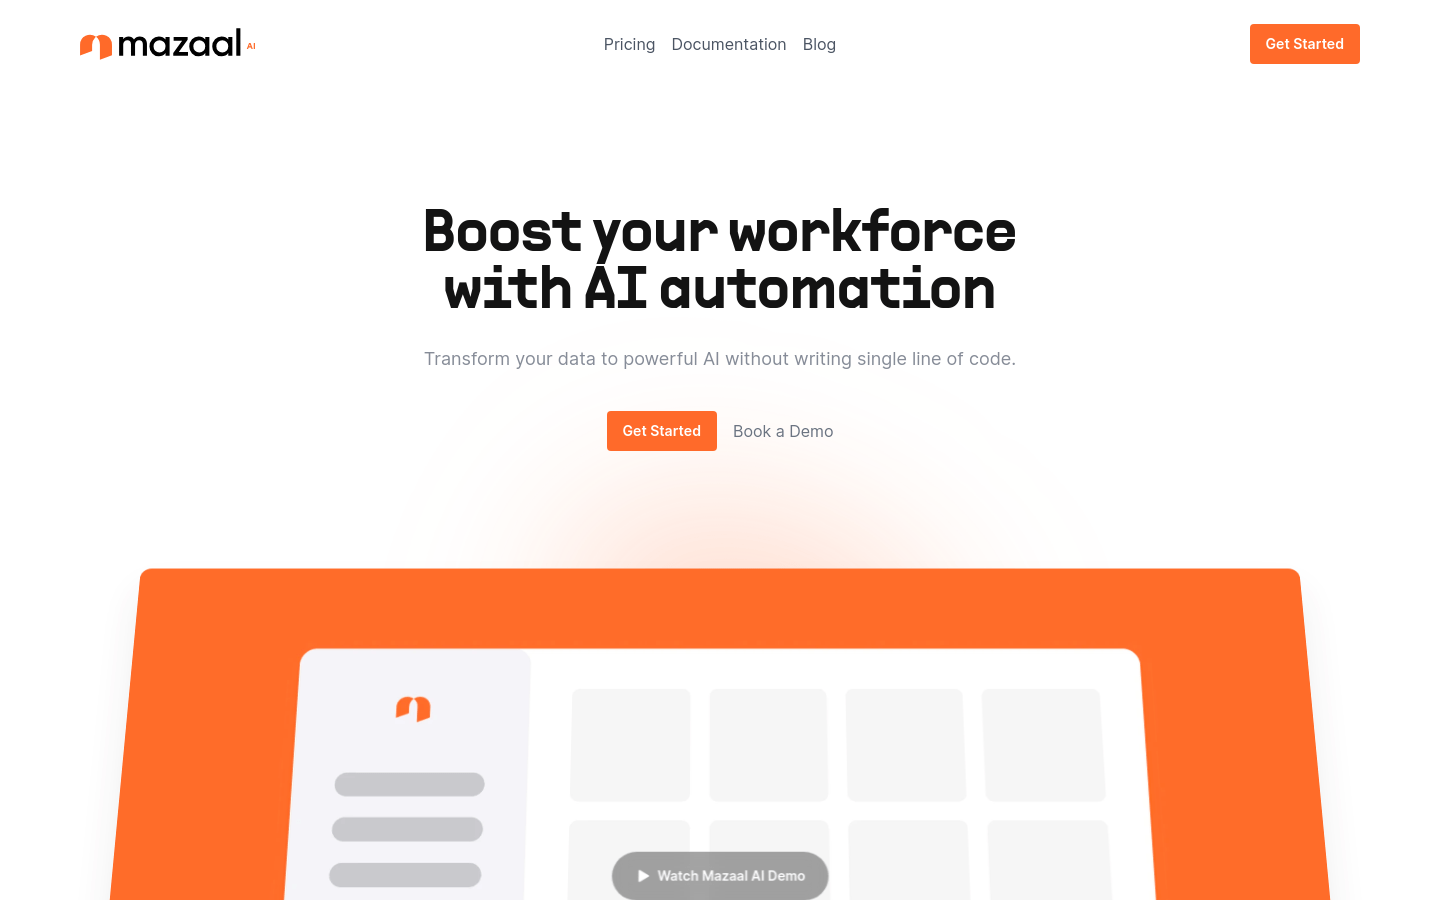 mazaal AI
Pricing Documentation Blog
Get Started
Boost your workforce
with AI automation
Transform your data to powerful AI without writing single line of code.
Get Started
Book a Demo
Watch Mazaal AI Demo